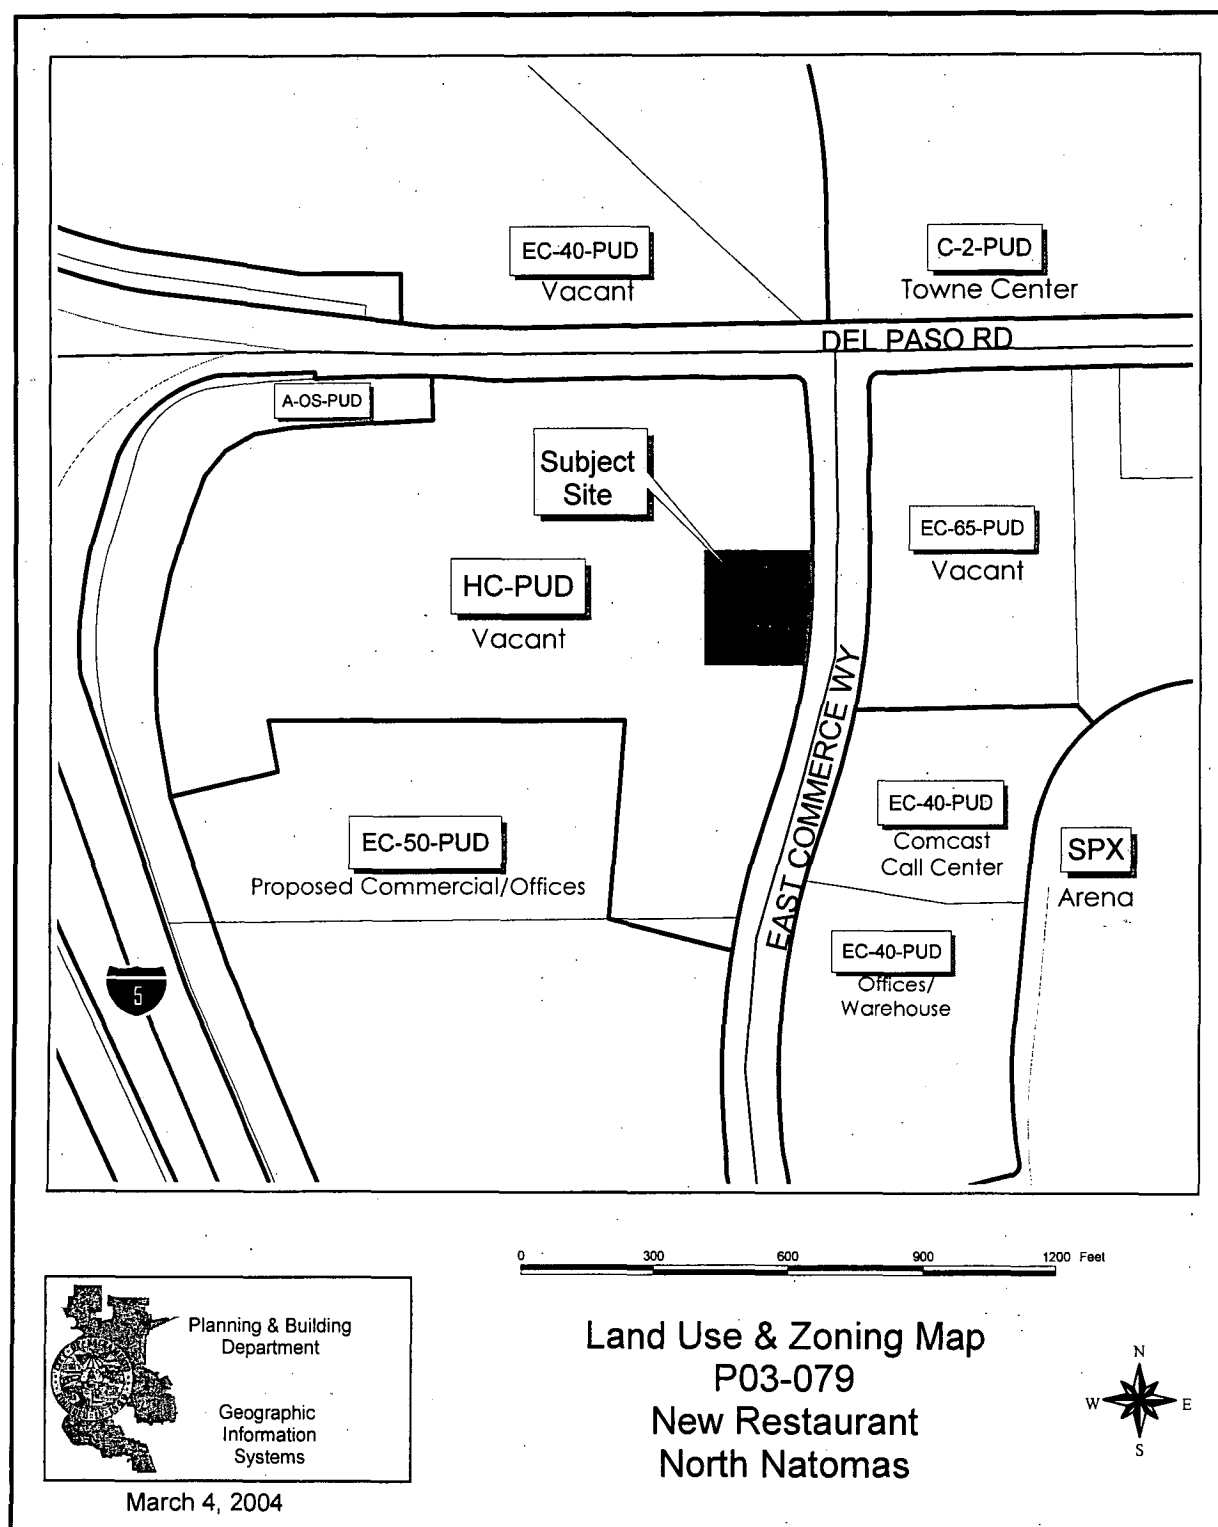 EC-40-PUD
Vacant
C-2-PUD
Towne Center
DEL PASO RD
A-OS-PUD
Subject
Site
EC-65-PUD
Vacant
HC-PUD
Vacant
EAST COMMERCE WY
EC-40-PUD
Comcast
Call Center
EC-50-PUD
Proposed Commercial/Offices
SPX
Arena
EC-40-PUD
Offices/
Warehouse
5
0 300 600 900 1200 Feet
Planning & Building
Department
Geographic
Information
Systems
March 4, 2004
Land Use & Zoning Map
P03-079
New Restaurant
North Natomas
N
W E
S